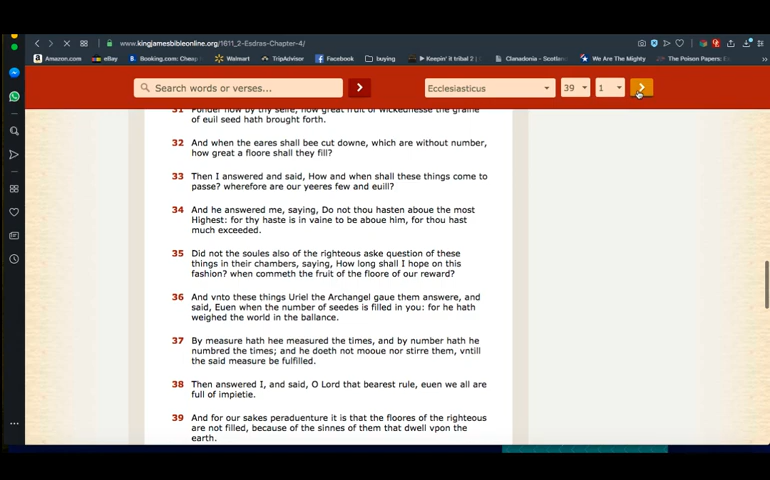 www.kingjamesbibleonline.org/1611_2-Esdras-Chapter-4/
Amazon.com eBay Booking.com: Cheap Walmart TripAdvisor Facebook buying ► Keepin' it tribal 2 | Clanadonia - Scotlan We Are The Mighty The Poison Papers:
Search words or verses... Ecclesiasticus 39 1
31 Ponder now by thy selfe, how great fruit of wickednesse the graine
of euil seed hath brought forth.
32 And when the eares shall bee cut downe, which are without number,
how great a floore shall they fill?
33 Then I answered and said, How and when shall these things come to
passe? wherefore are our yeeres few and euill?
34 And he answered me, saying, Do not thou hasten aboue the most
Highest: for thy haste is in vaine to be aboue him, for thou hast
much exceeded.
35 Did not the soules also of the righteous aske question of these
things in their chambers, saying, How long shall I hope on this
fashion? when commeth the fruit of the floore of our reward?
36 And vnto these things Uriel the Archangel gaue them answere, and
said, Euen when the number of seedes is filled in you: for he hath
weighed the world in the ballance.
37 By measure hath hee measured the times, and by number hath he
numbred the times; and he doeth not mooue nor stirre them, vntill
the said measure be fulfilled.
38 Then answered I, and said, O Lord that bearest rule, euen we all are
full of impietie.
39 And for our sakes peraduenture it is that the floores of the righteous
are not filled, because of the sinnes of them that dwell vpon the
earth.